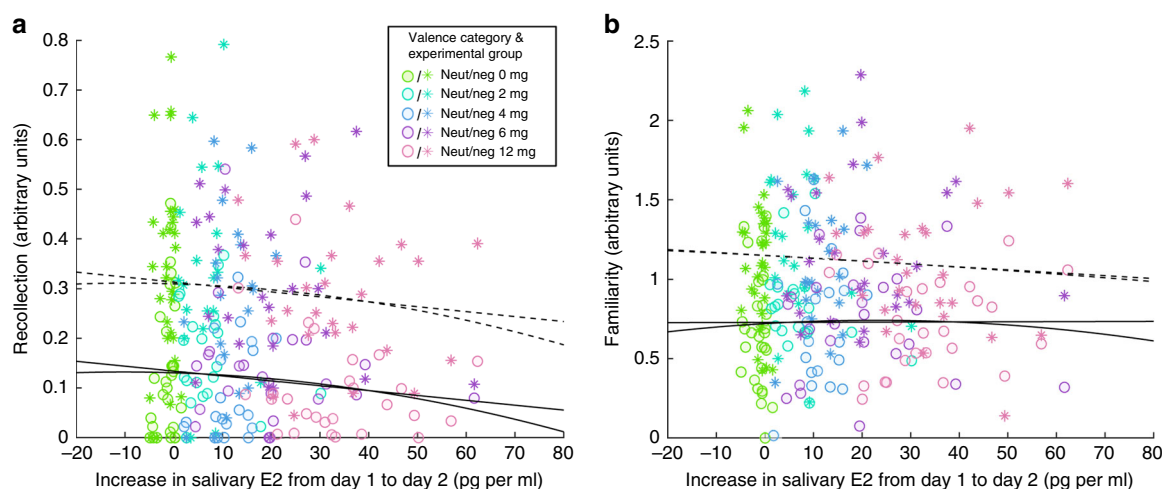 a
0.8
0.7
0.6
0.5
0.4
0.3
0.2
0.1
0
Recollection (arbitrary units)
Valence category &
experimental group
/ Neut/neg 0 mg
/ Neut/neg 2 mg
/ Neut/neg 4 mg
/ Neut/neg 6 mg
/ Neut/neg 12 mg
–20 –10 0 10 20 30 40 50 60 70 80
Increase in salivary E2 from day 1 to day 2 (pg per ml)
b
2.5
2
1.5
1
0.5
0
Familiarity (arbitrary units)
–20 –10 0 10 20 30 40 50 60 70 80
Increase in salivary E2 from day 1 to day 2 (pg per ml)